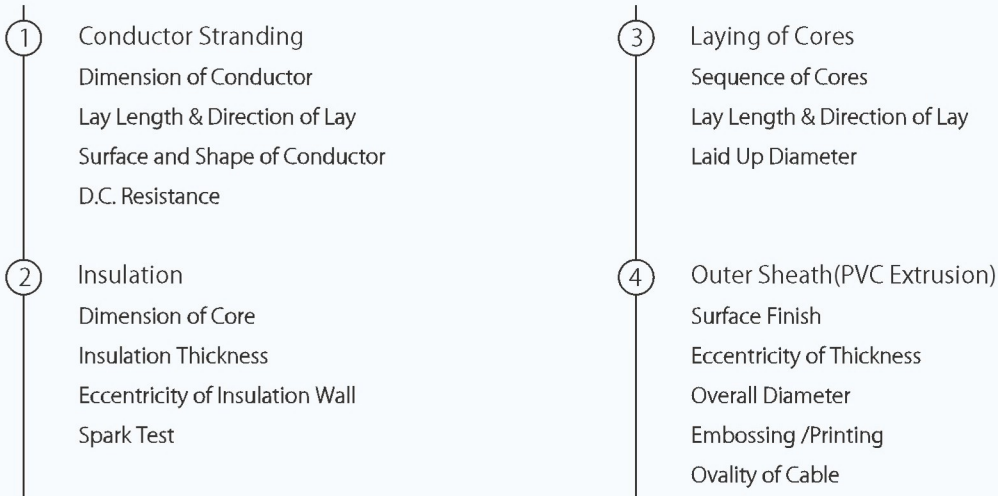 1 Conductor Stranding
Dimension of Conductor
Lay Length & Direction of Lay
Surface and Shape of Conductor
D.C. Resistance
2 Insulation
Dimension of Core
Insulation Thickness
Eccentricity of Insulation Wall
Spark Test
3 Laying of Cores
Sequence of Cores
Lay Length & Direction of Lay
Laid Up Diameter
4 Outer Sheath(PVC Extrusion)
Surface Finish
Eccentricity of Thickness
Overall Diameter
Embossing /Printing
Ovality of Cable